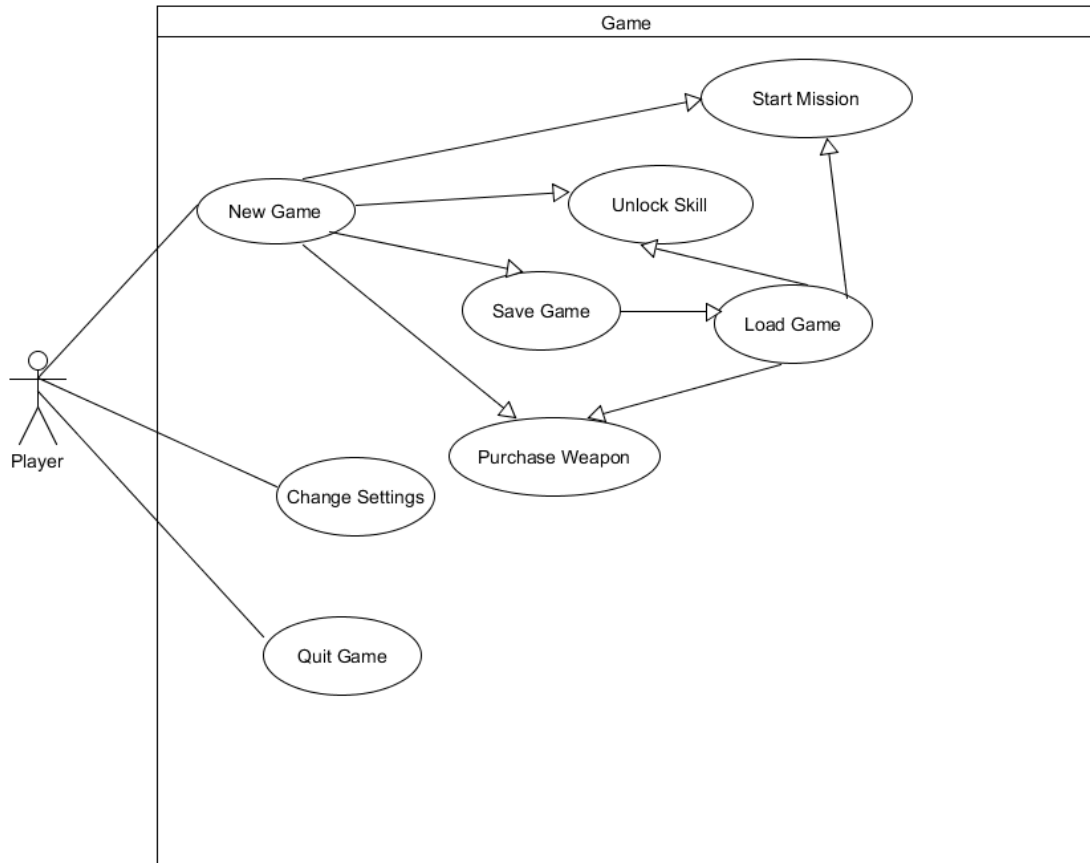 Game
Start Mission
New Game
Unlock Skill
Save Game
Load Game
Player
Purchase Weapon
Change Settings
Quit Game